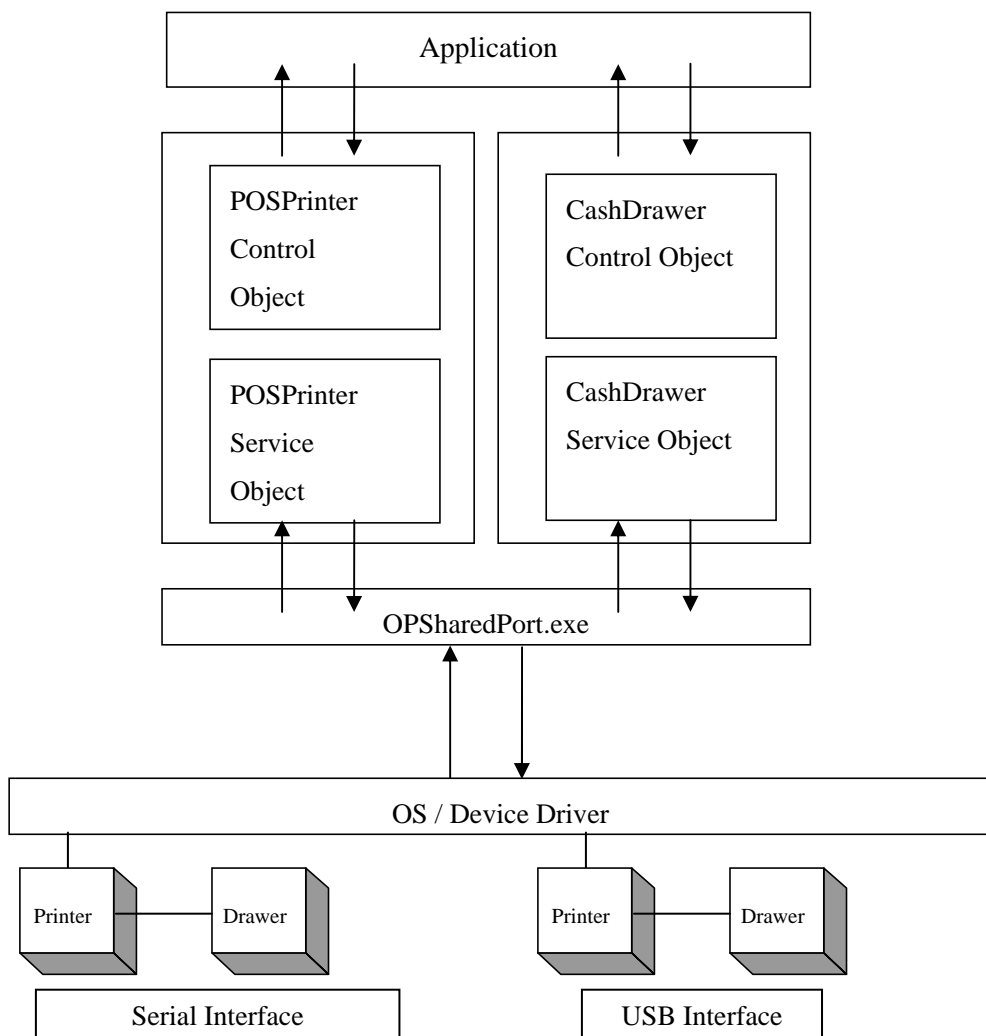 Application
POSPrinter
Control
Object
CashDrawer
Control Object
POSPrinter
Service
Object
CashDrawer
Service Object
OPSharedPort.exe
OS / Device Driver
Printer
Drawer
Printer
Drawer
Serial Interface
USB Interface